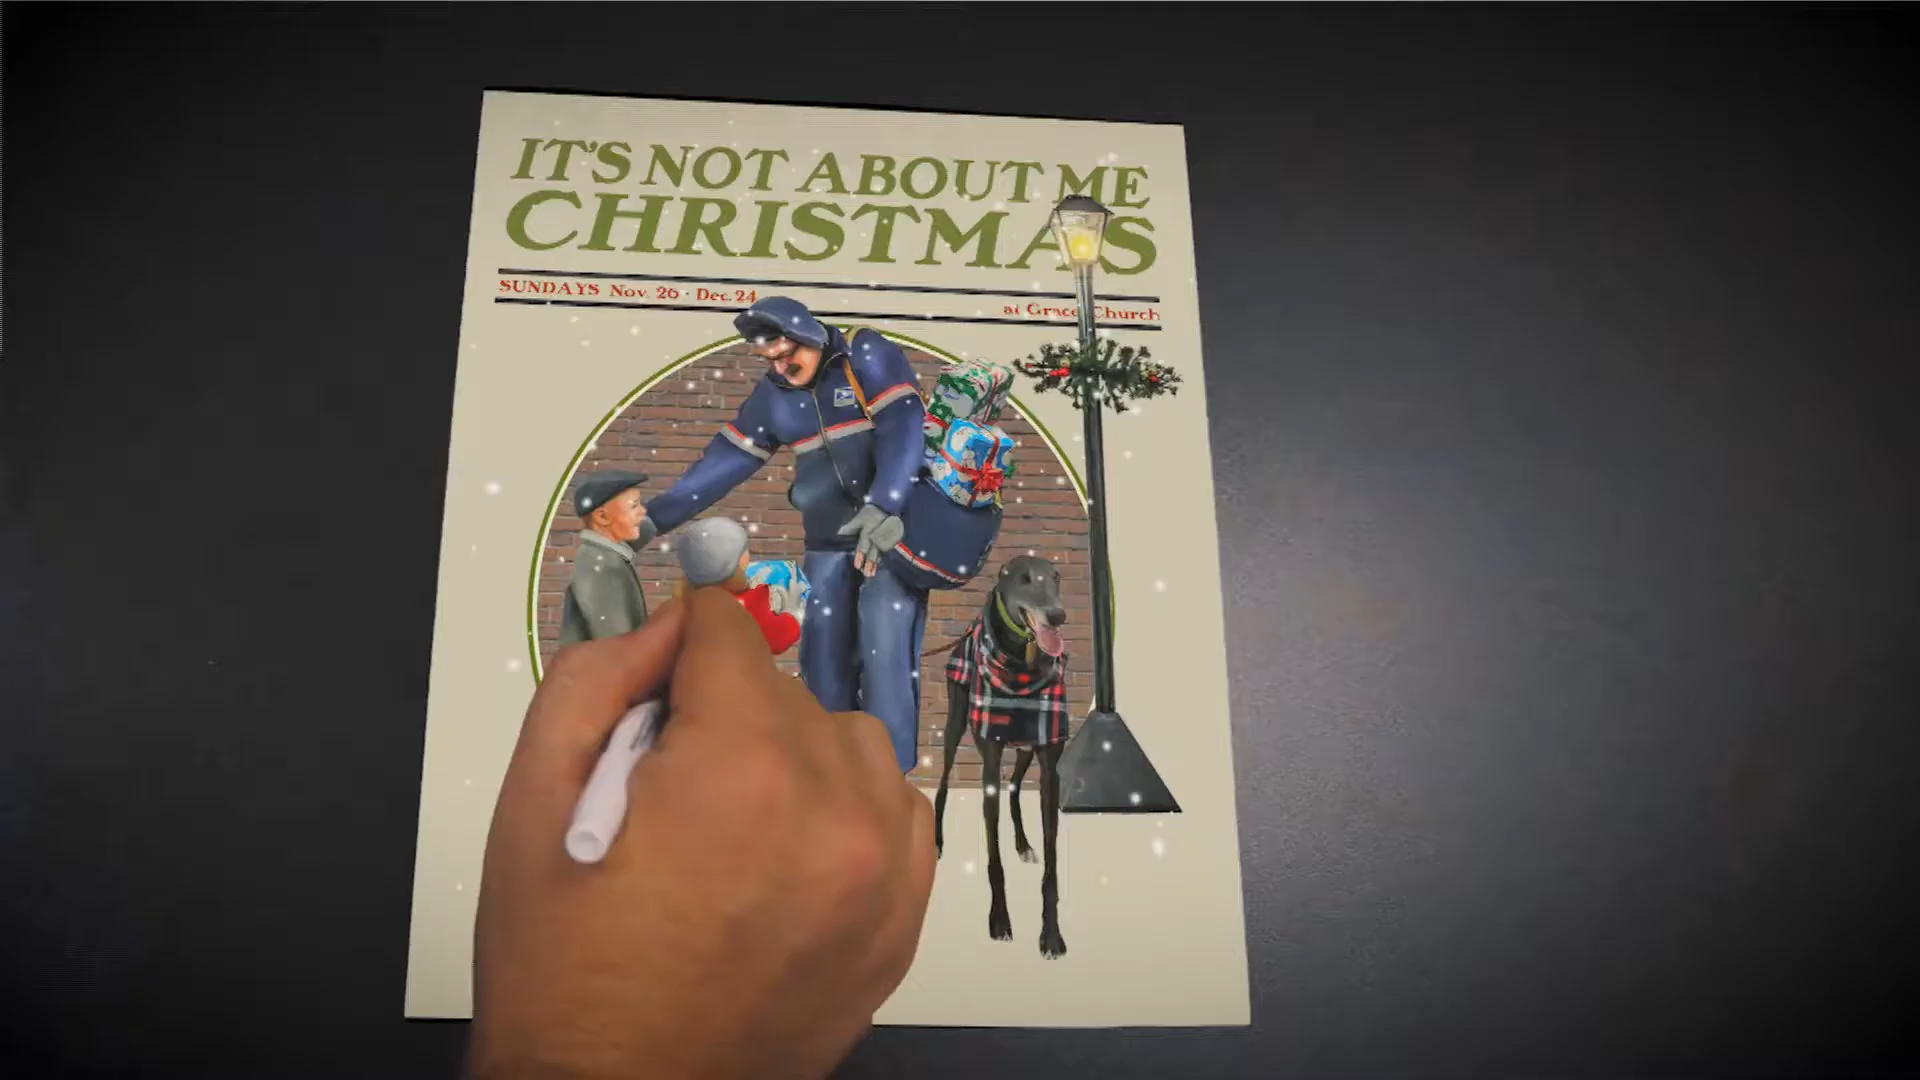 IT'S NOT ABOUT ME
CHRISTMAS
SUNDAYS Nov. 26 · Dec. 24
at Grace Church